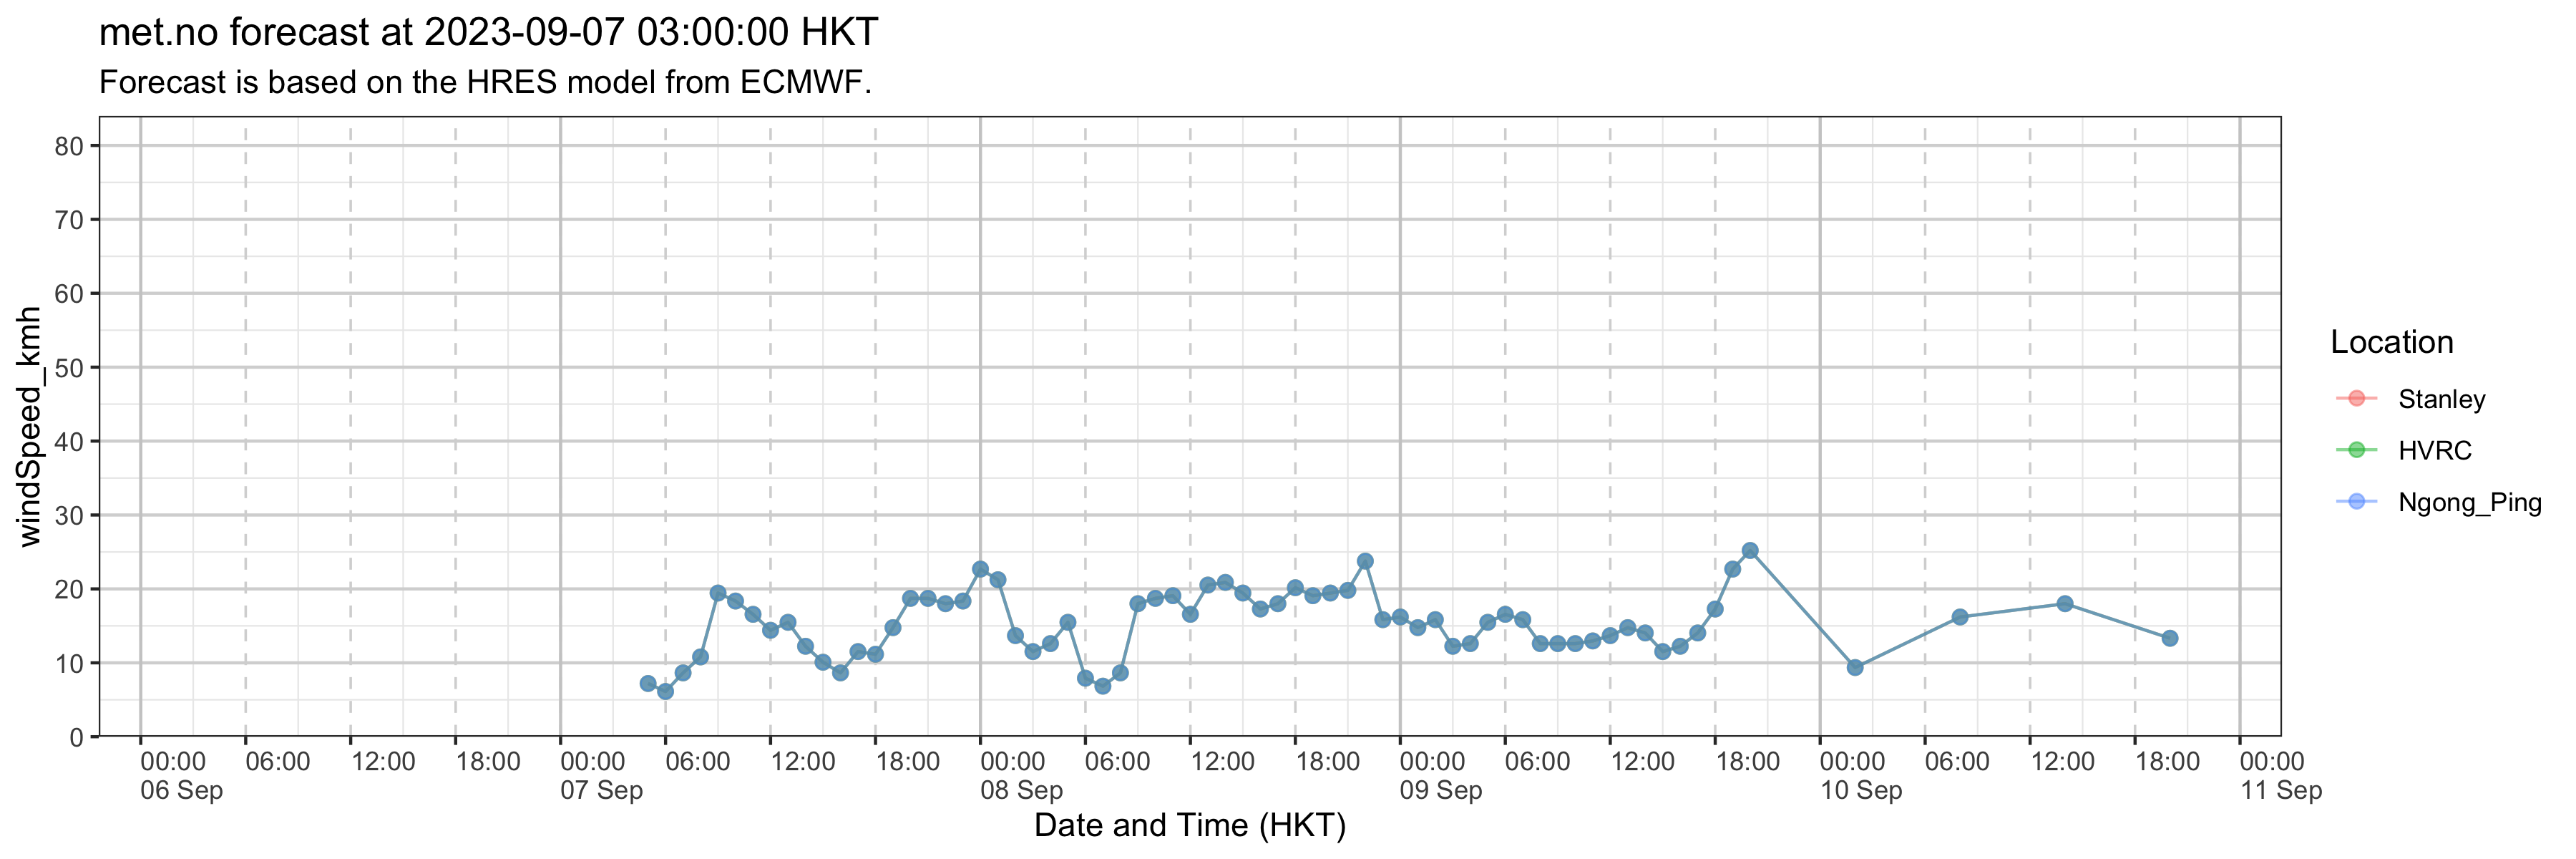 met.no forecast at 2023-09-07 03:00:00 HKT
Forecast is based on the HRES model from ECMWF.
windSpeed_kmh
80
70
60
50
40
30
20
10
0
00:00 06:00 12:00 18:00 00:00 06:00 12:00 18:00 00:00 06:00 12:00 18:00 00:00 06:00 12:00 18:00 00:00 06:00 12:00 18:00 00:00
06 Sep 07 Sep 08 Sep 09 Sep 10 Sep 11 Sep
Date and Time (HKT)
Location
Stanley
HVRC
Ngong_Ping